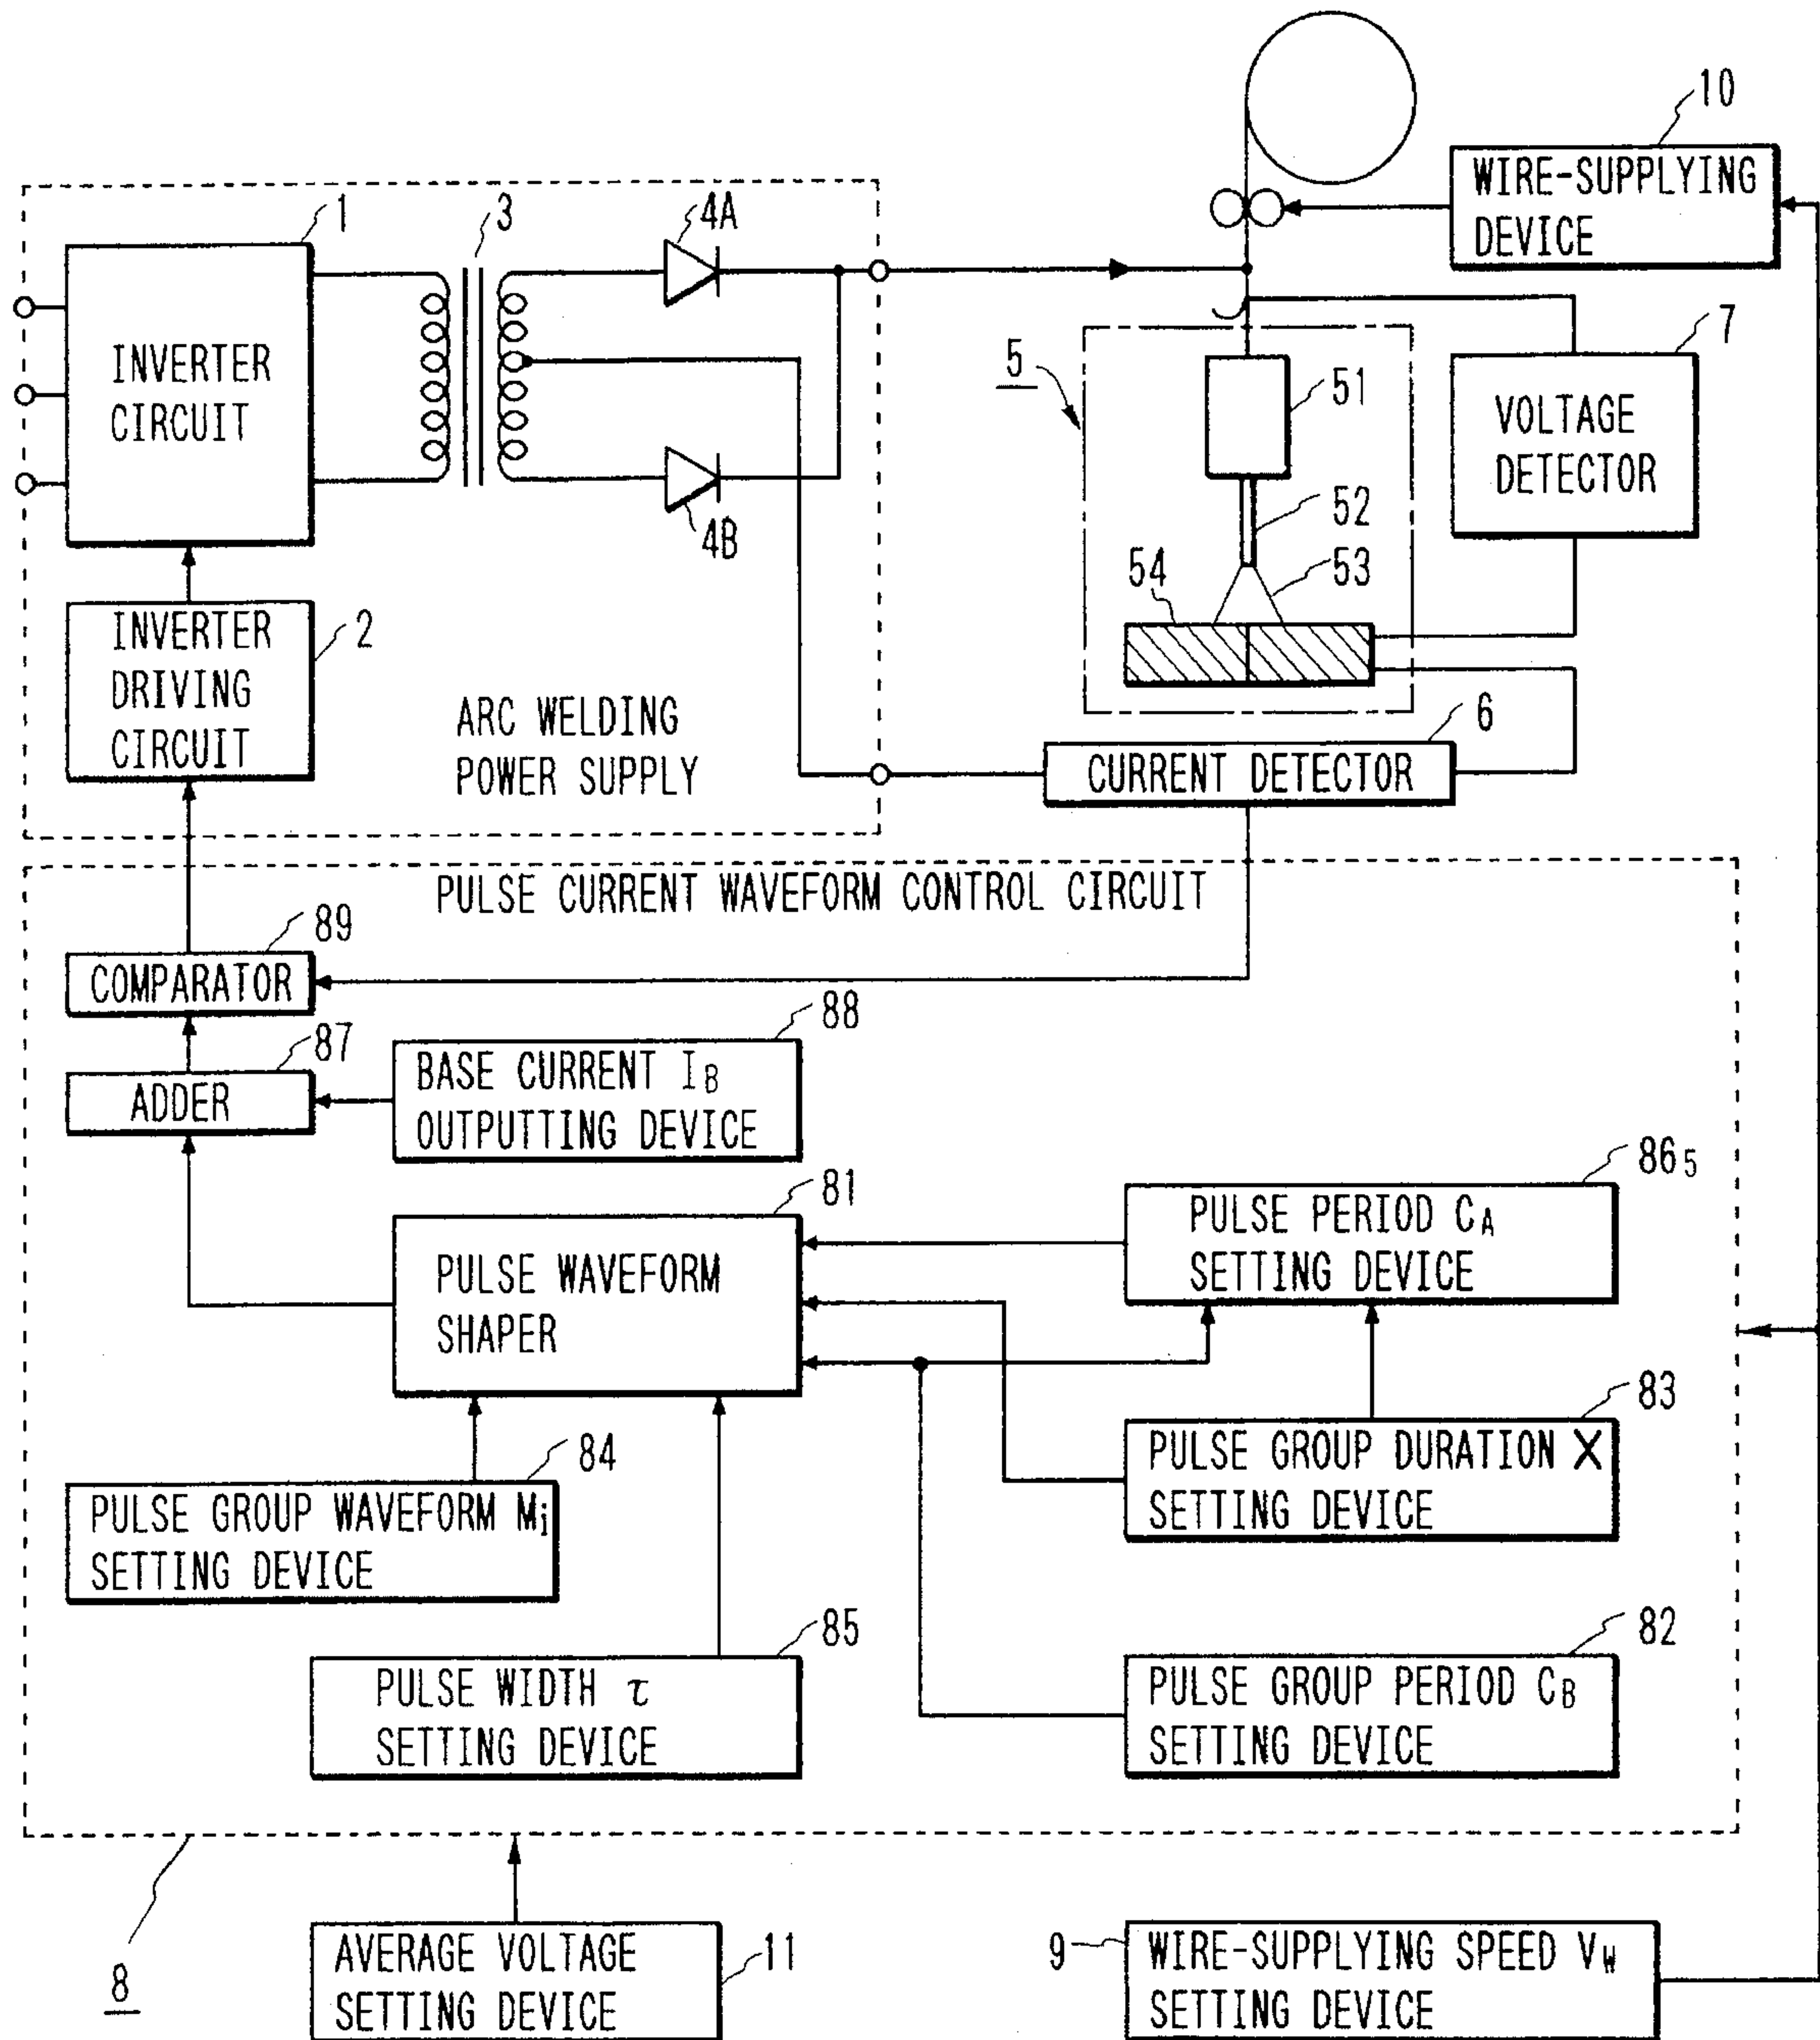 10
WIRE-SUPPLYING
DEVICE
1
3
4A
INVERTER
CIRCUIT
4B
7
VOLTAGE
DETECTOR
5
51
52
53
54
INVERTER
DRIVING
CIRCUIT
2
ARC WELDING
POWER SUPPLY
6
CURRENT DETECTOR
PULSE CURRENT WAVEFORM CONTROL CIRCUIT
89
COMPARATOR
87
ADDER
88
BASE CURRENT IB
OUTPUTTING DEVICE
81
PULSE WAVEFORM
SHAPER
865
PULSE PERIOD CA
SETTING DEVICE
83
PULSE GROUP DURATION X
SETTING DEVICE
84
PULSE GROUP WAVEFORM Mi
SETTING DEVICE
85
PULSE WIDTH τ
SETTING DEVICE
82
PULSE GROUP PERIOD CB
SETTING DEVICE
8
AVERAGE VOLTAGE
SETTING DEVICE
11
9
WIRE-SUPPLYING SPEED VW
SETTING DEVICE